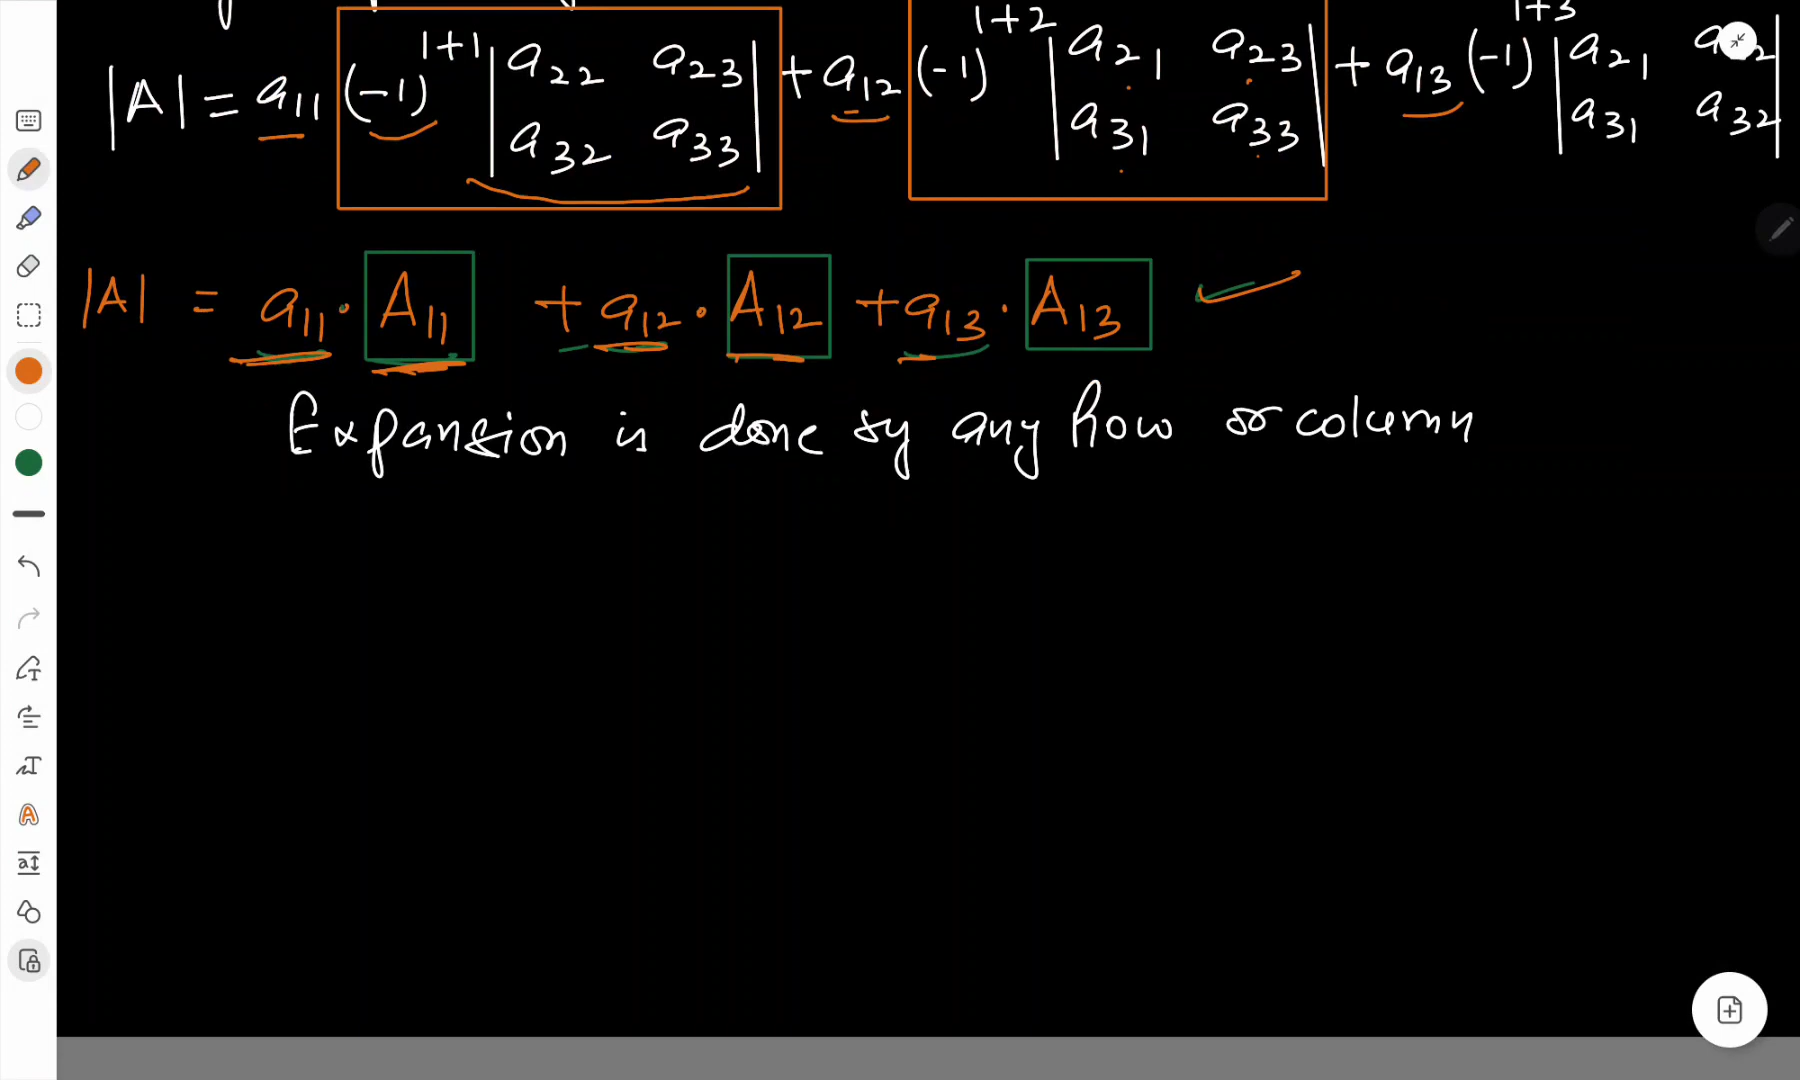 |A| = a11 (-1)^1+1 |a22 a23 a32 a33| + a12 (-1)^1+2 |a21 a23 a31 a33| + a13 (-1)^1+3 |a21 a31 a32|
|A| = a11 · A11 + a12 · A12 + a13 · A13
Expansion is done by any row or column